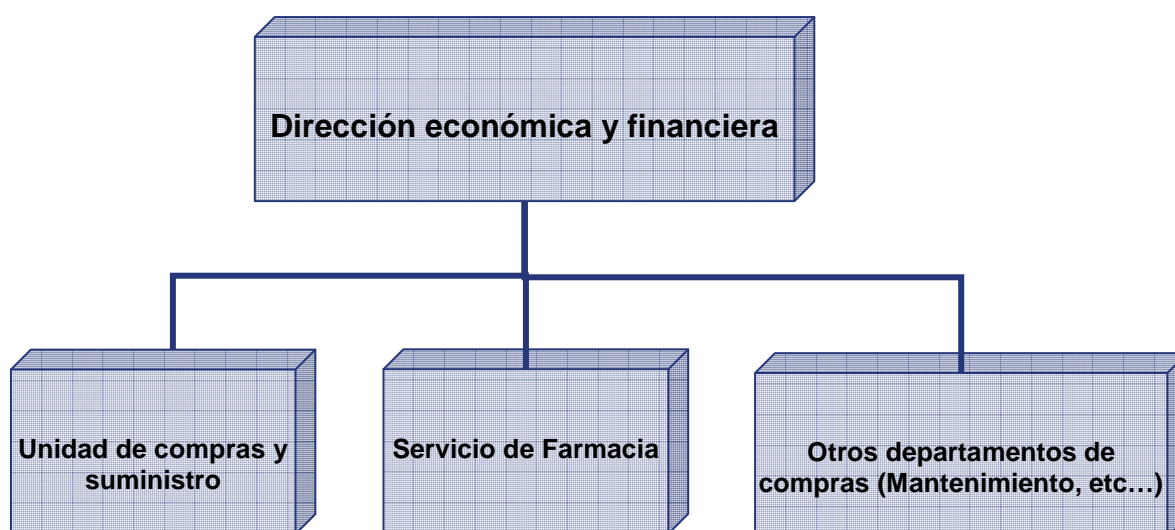 Dirección económica y financiera
Unidad de compras y
suministro
Servicio de Farmacia
Otros departamentos de
compras (Mantenimiento, etc…)